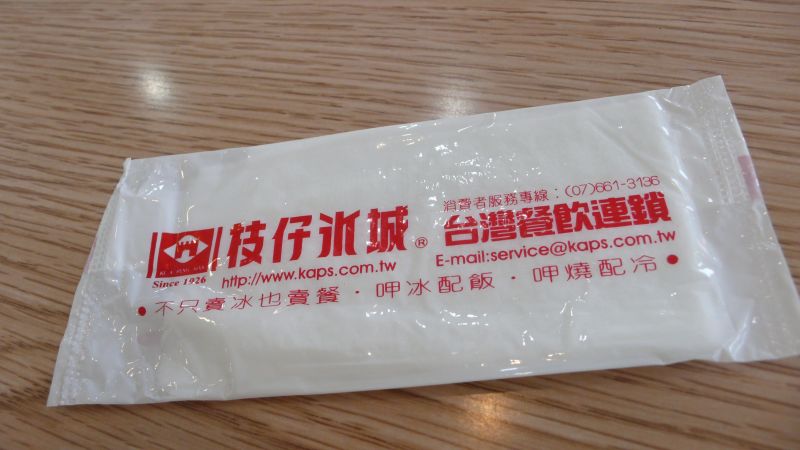 枝仔冰城®
Since 1926
http://www.kaps.com.tw
消費者服務專線:(07)661-3136
台灣餐飲連鎖
E-mail:service@kaps.com.tw
●不只賣冰也賣餐・呷冰配飯・呷燒配冷●